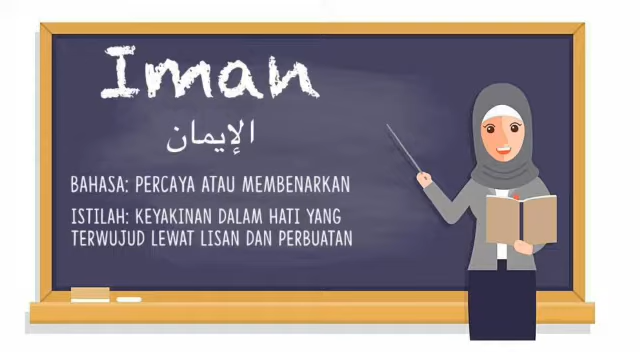 Iman
الإيمان
BAHASA: PERCAYA ATAU MEMBENARKAN
ISTILAH: KEYAKINAN DALAM HATI YANG
TERWUJUD LEWAT LISAN DAN PERBUATAN